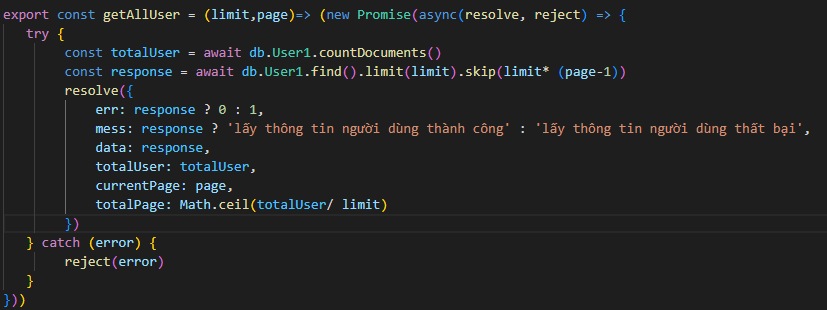 export const getAllUser = (limit,page)=> (new Promise(async(resolve, reject) => {
    try {
        const totalUser = await db.User1.countDocuments()
        const response = await db.User1.find().limit(limit).skip(limit* (page-1))
        resolve({
            err: response ? 0 : 1,
            mess: response ? 'lấy thông tin người dùng thành công' : 'lấy thông tin người dùng thất bại',
            data: response,
            totalUser: totalUser,
            currentPage: page,
            totalPage: Math.ceil(totalUser/ limit)
        })
    } catch (error) {
        reject(error)
    }
}))